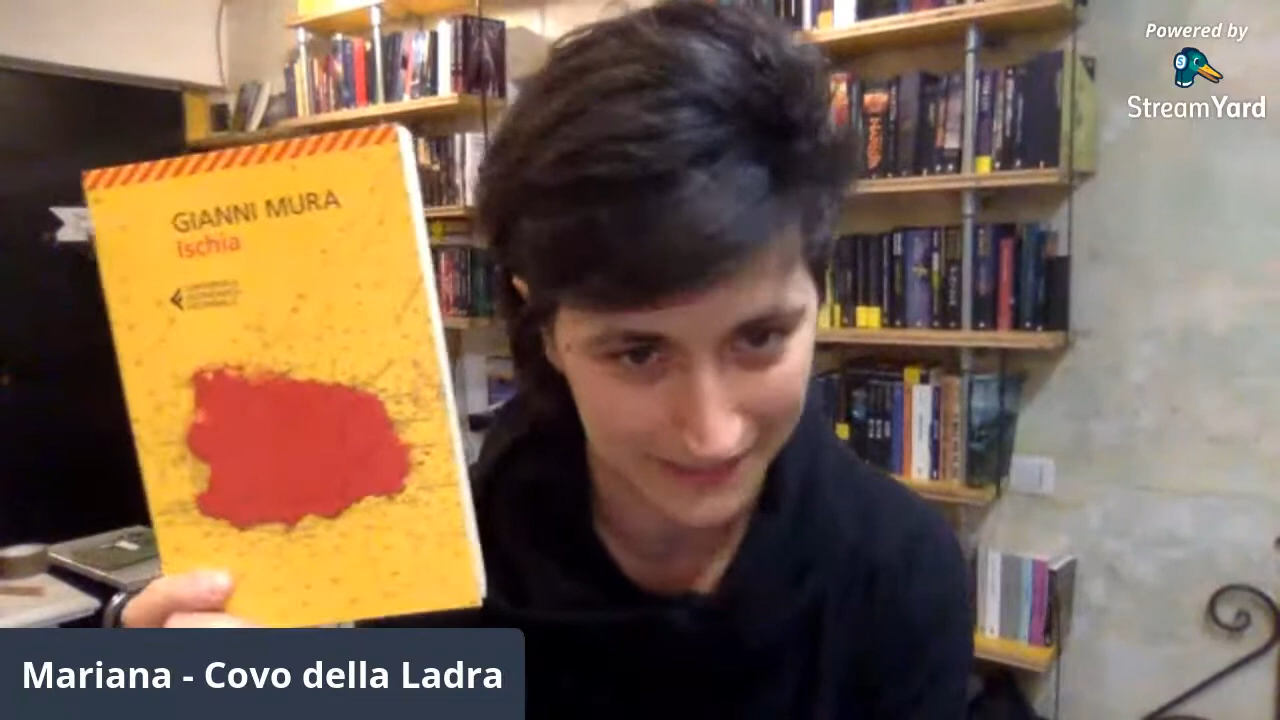 Powered by
StreamYard
GIANNI MURA
Ischia
Mariana - Covo della Ladra